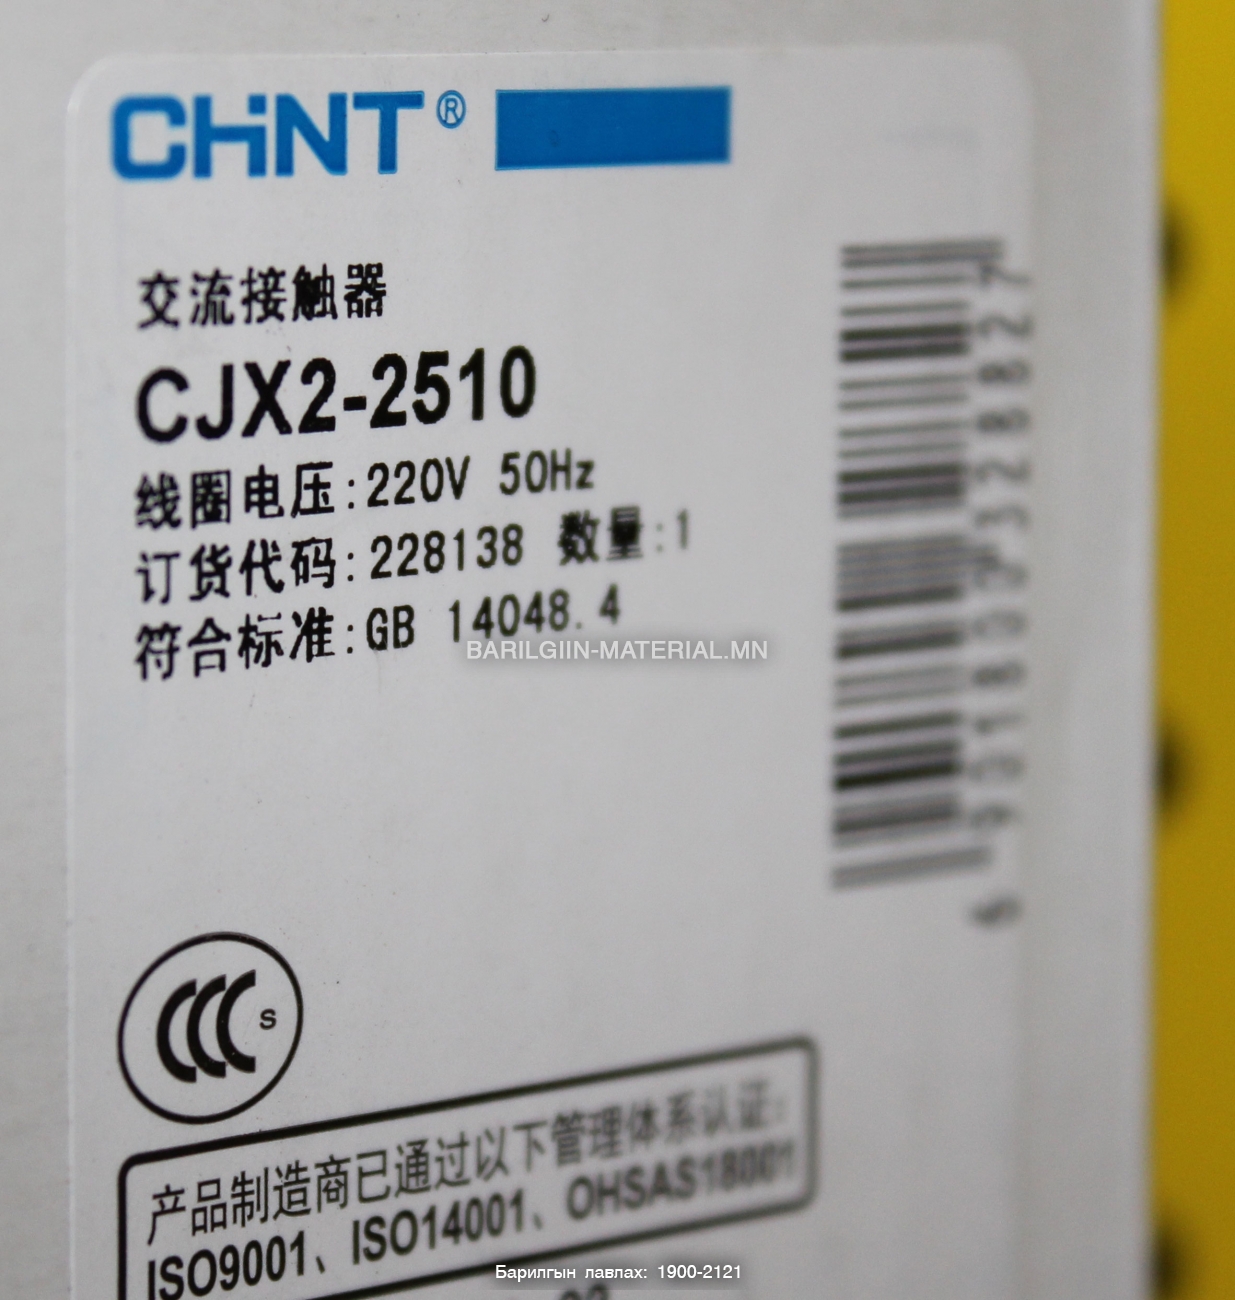 CHiNT®
交流接触器
CJX2-2510
线圈电压:220V 50Hz
订货代码:228138 数量:1
符合标准:GB 14048.4
BARILGIIN-MATERIAL.MN
CCC S
产品制造商已通过以下管理体系认证:
ISO9001、ISO14001、OHSAS18001
Барилгын лавлах: 1900-2121